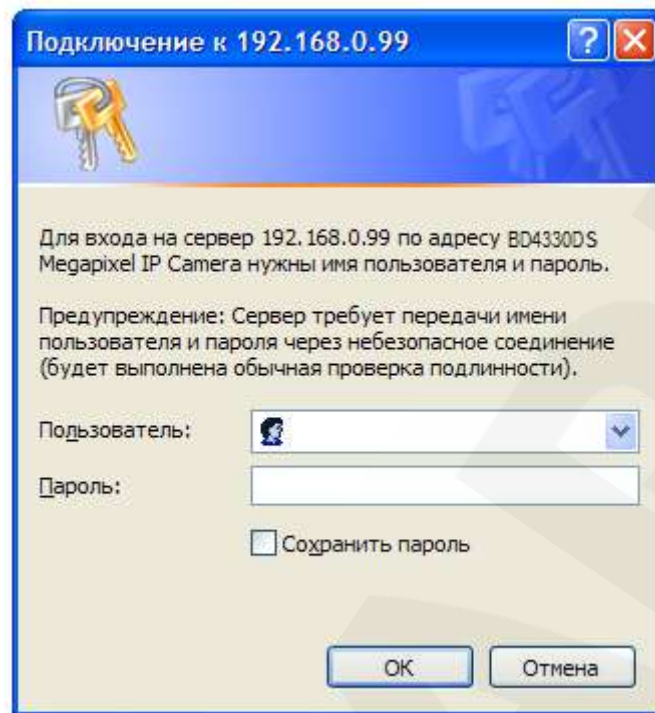 Подключение к 192.168.0.99
Для входа на сервер 192.168.0.99 по адресу BD4330DS
Megapixel IP Camera нужны имя пользователя и пароль.
Предупреждение: Сервер требует передачи имени
пользователя и пароля через небезопасное соединение
(будет выполнена обычная проверка подлинности).
Пользователь:
Пароль:
Сохранить пароль
ОК
Отмена